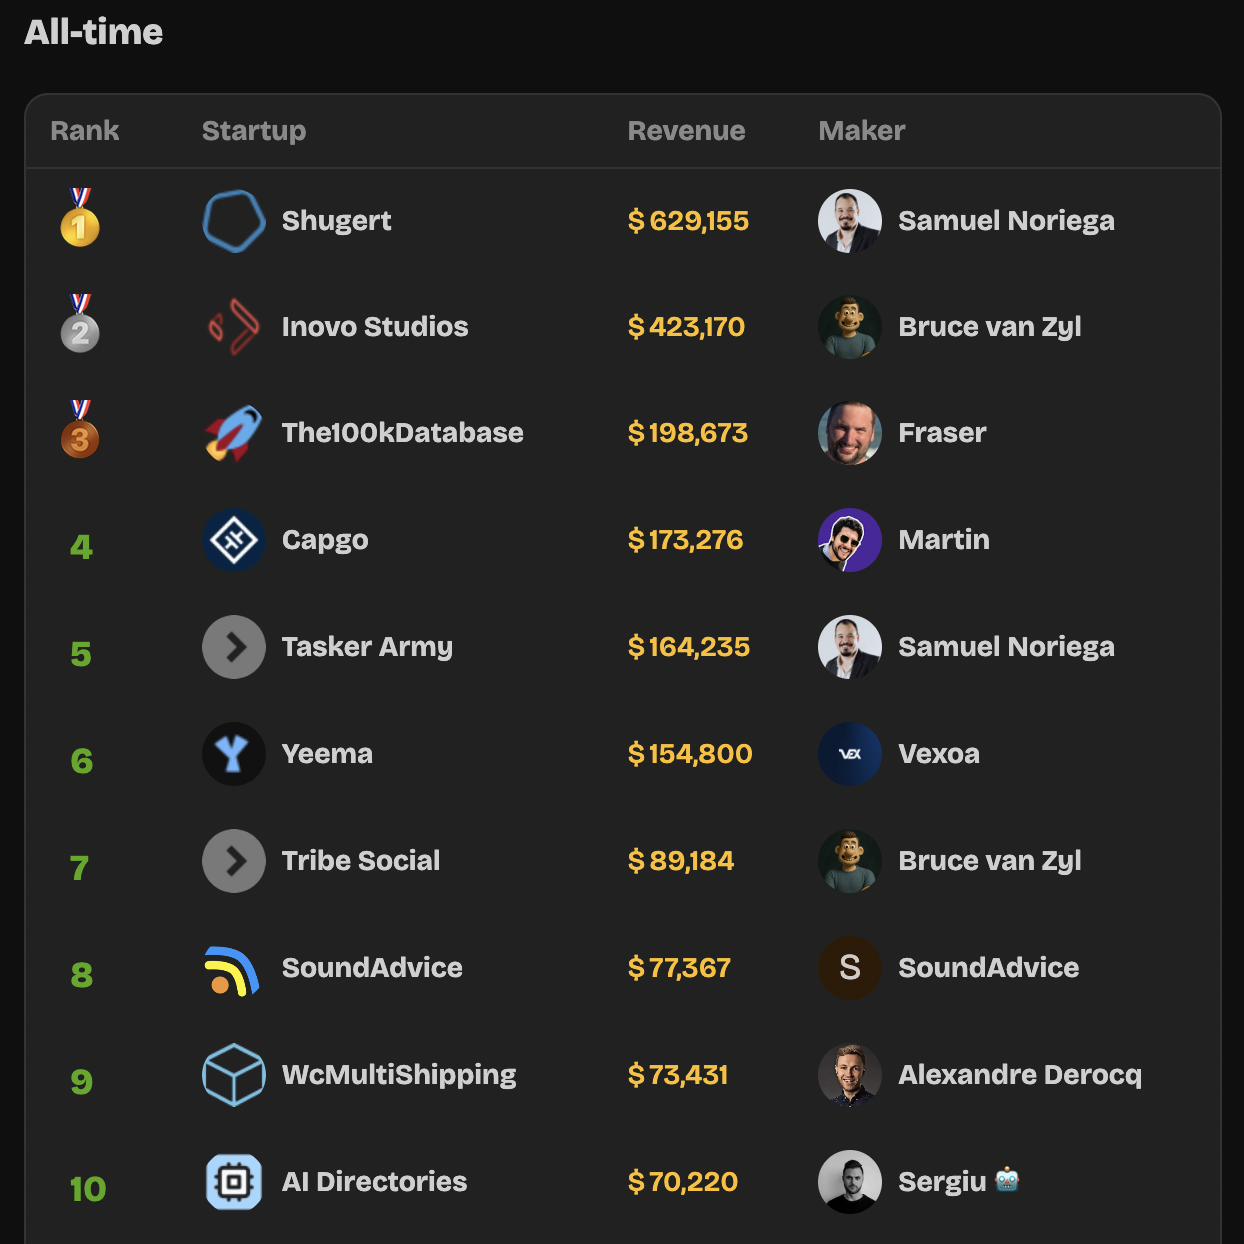 All-time
Rank Startup Revenue Maker
1 Shugert $629,155 Samuel Noriega
2 Inovo Studios $423,170 Bruce van Zyl
3 The100kDatabase $198,673 Fraser
4 Capgo $173,276 Martin
5 Tasker Army $164,235 Samuel Noriega
6 Yeema $154,800 VEX Vexoa
7 Tribe Social $89,184 Bruce van Zyl
8 SoundAdvice $77,367 S SoundAdvice
9 WcMultiShipping $73,431 Alexandre Derocq
10 AI Directories $70,220 Sergiu 🤖